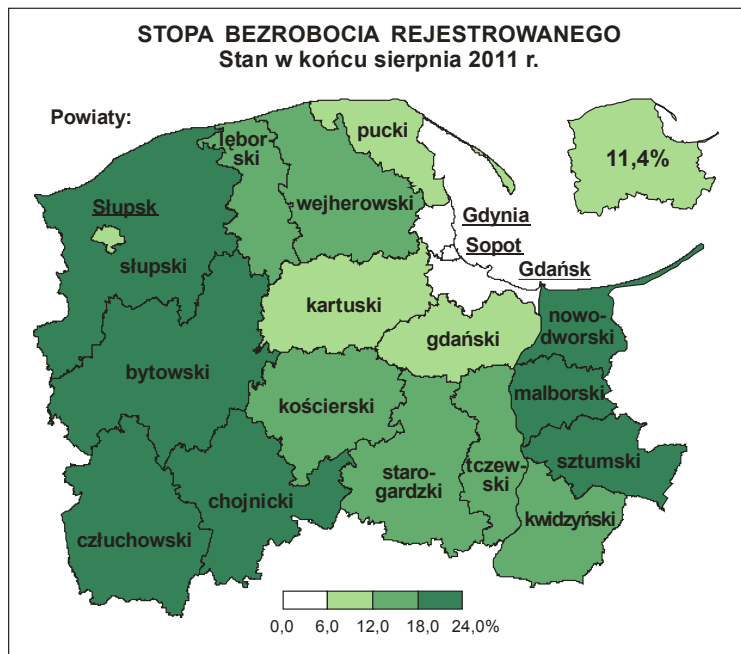 STOPA BEZROBOCIA REJESTROWANEGO
Stan w końcu sierpnia 2011 r.
Powiaty:
pucki
lębor-
ski
11,4%
wejherowski
Słupsk
Gdynia
Sopot
słupski
Gdańsk
kartuski
nowo-
dworski
gdański
bytowski
malborski
kościerski
sztumski
staro-
gardzki
tczew-
ski
chojnicki
kwidzyński
człuchowski
0,0 6,0 12,0 18,0 24,0%